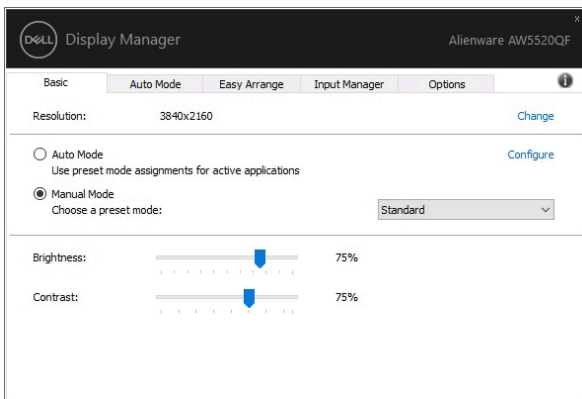 DELL Display Manager Alienware AW5520QF
Basic Auto Mode Easy Arrange Input Manager Options
Resolution: 3840x2160 Change
Auto Mode Configure
Use preset mode assignments for active applications
Manual Mode
Choose a preset mode: Standard
Brightness: 75%
Contrast: 75%